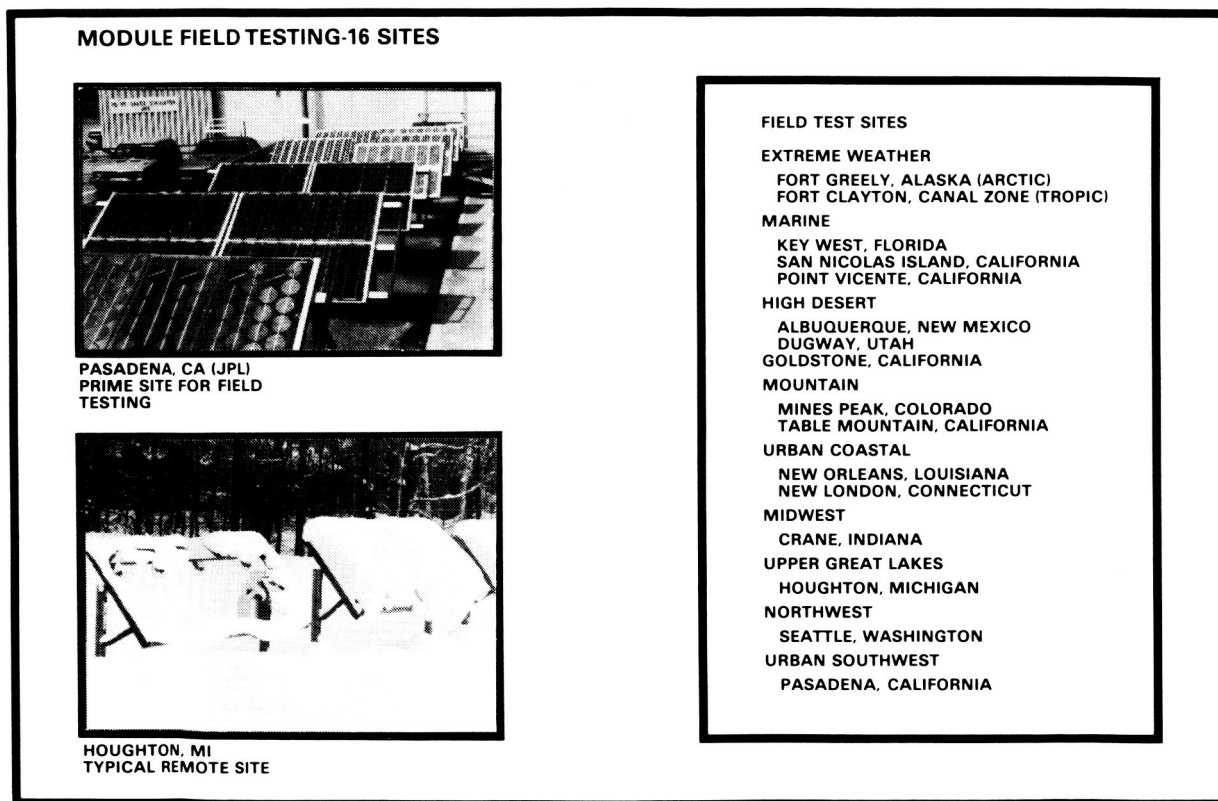 MODULE FIELD TESTING-16 SITES
PASADENA, CA (JPL)
PRIME SITE FOR FIELD
TESTING
HOUGHTON, MI
TYPICAL REMOTE SITE
FIELD TEST SITES
EXTREME WEATHER
FORT GREELY, ALASKA (ARCTIC)
FORT CLAYTON, CANAL ZONE (TROPIC)
MARINE
KEY WEST, FLORIDA
SAN NICOLAS ISLAND, CALIFORNIA
POINT VICENTE, CALIFORNIA
HIGH DESERT
ALBUQUERQUE, NEW MEXICO
DUGWAY, UTAH
GOLDSTONE, CALIFORNIA
MOUNTAIN
MINES PEAK, COLORADO
TABLE MOUNTAIN, CALIFORNIA
URBAN COASTAL
NEW ORLEANS, LOUISIANA
NEW LONDON, CONNECTICUT
MIDWEST
CRANE, INDIANA
UPPER GREAT LAKES
HOUGHTON, MICHIGAN
NORTHWEST
SEATTLE, WASHINGTON
URBAN SOUTHWEST
PASADENA, CALIFORNIA